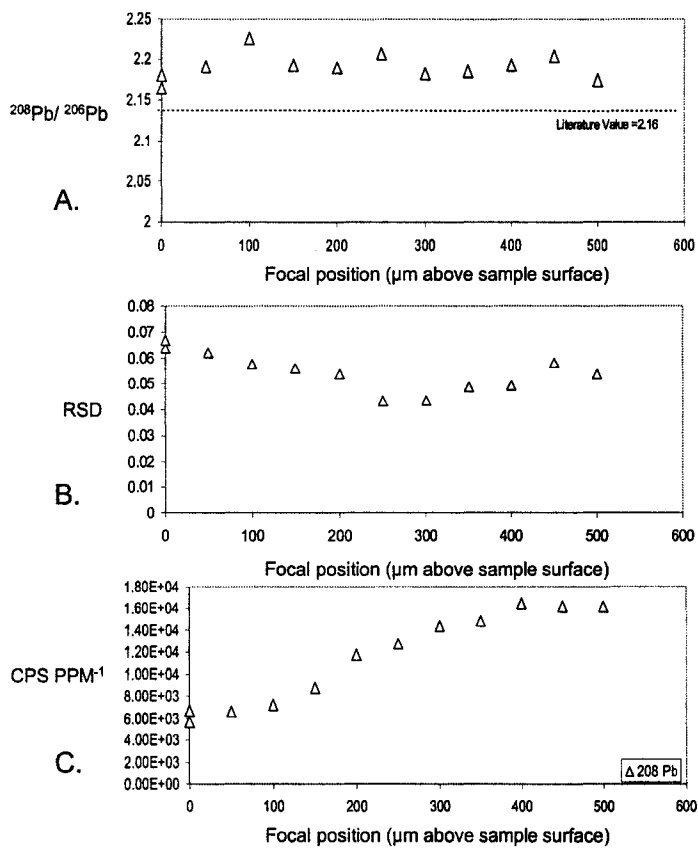 2.25
2.2
2.15
2.1
2.05
2
²⁰⁸Pb/ ²⁰⁶Pb
Literature Value =2.16
A.
0 100 200 300 400 500 600
Focal position (µm above sample surface)
0.08
0.07
0.06
0.05
0.04
0.03
0.02
0.01
0
RSD
B.
0 100 200 300 400 500 600
Focal position (µm above sample surface)
1.80E+04
1.60E+04
1.40E+04
1.20E+04
1.00E+04
8.00E+03
6.00E+03
4.00E+03
2.00E+03
0.00E+00
CPS PPM⁻¹
C.
208 Pb
0 100 200 300 400 500 600
Focal position (µm above sample surface)